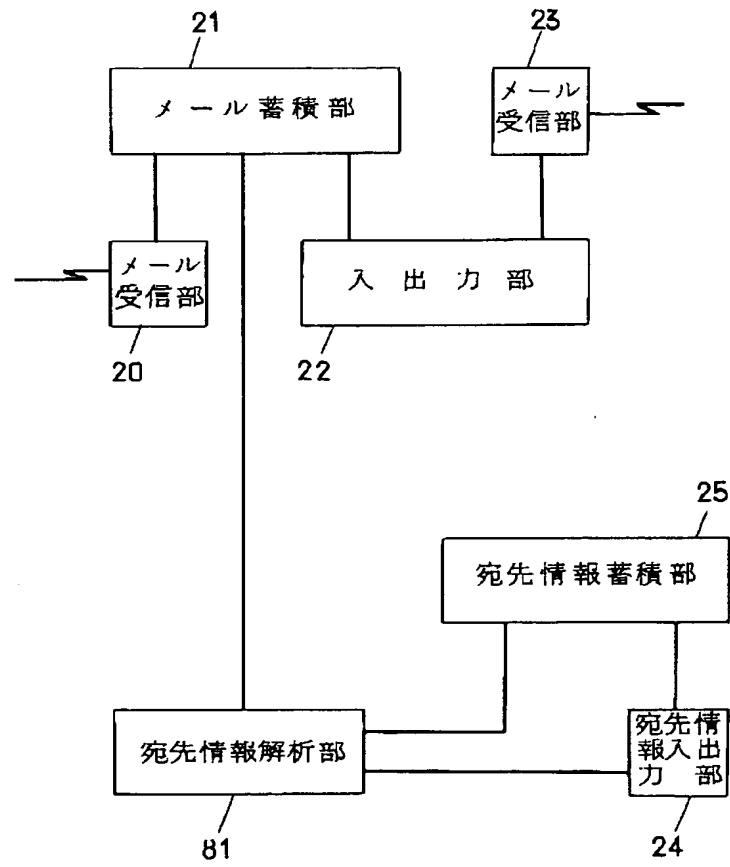 21
メール蓄積部
23
メール
受信部
メール
受信部
20
入出力部
22
25
宛先情報蓄積部
宛先情報解析部
81
宛先情
報入出
力部
24